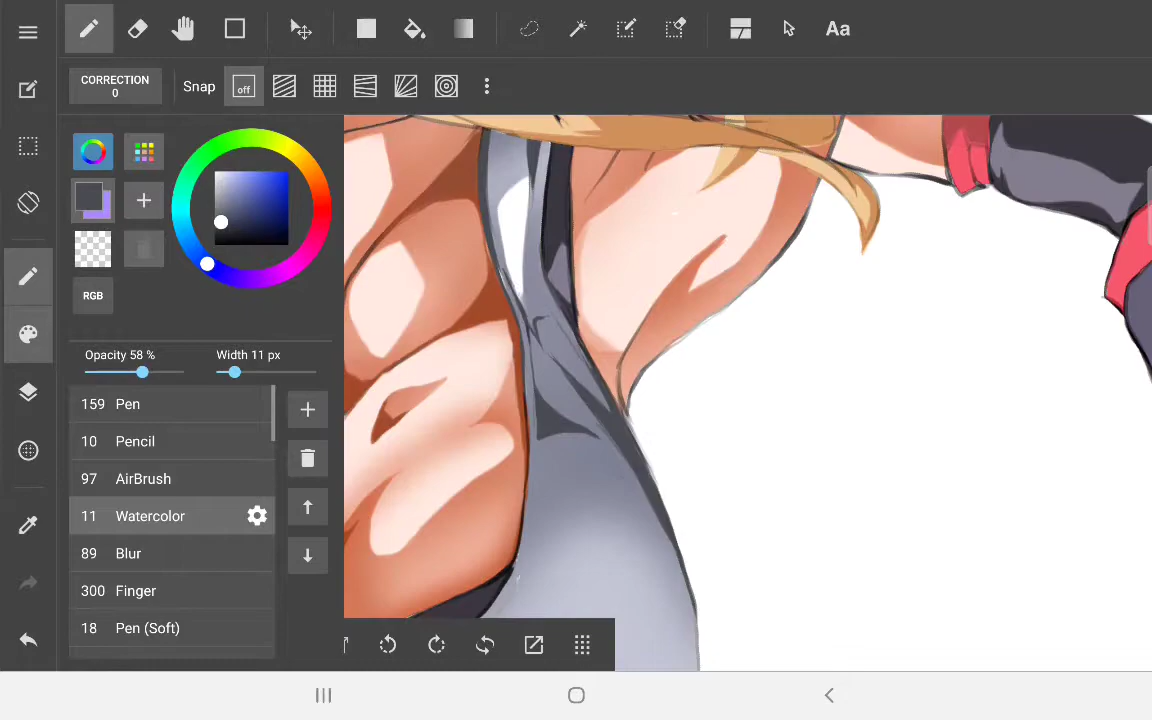 Aa
CORRECTION
0
Snap
off
RGB
Opacity 58 %
Width 11 px
159 Pen
10 Pencil
97 AirBrush
11 Watercolor
89 Blur
300 Finger
18 Pen (Soft)